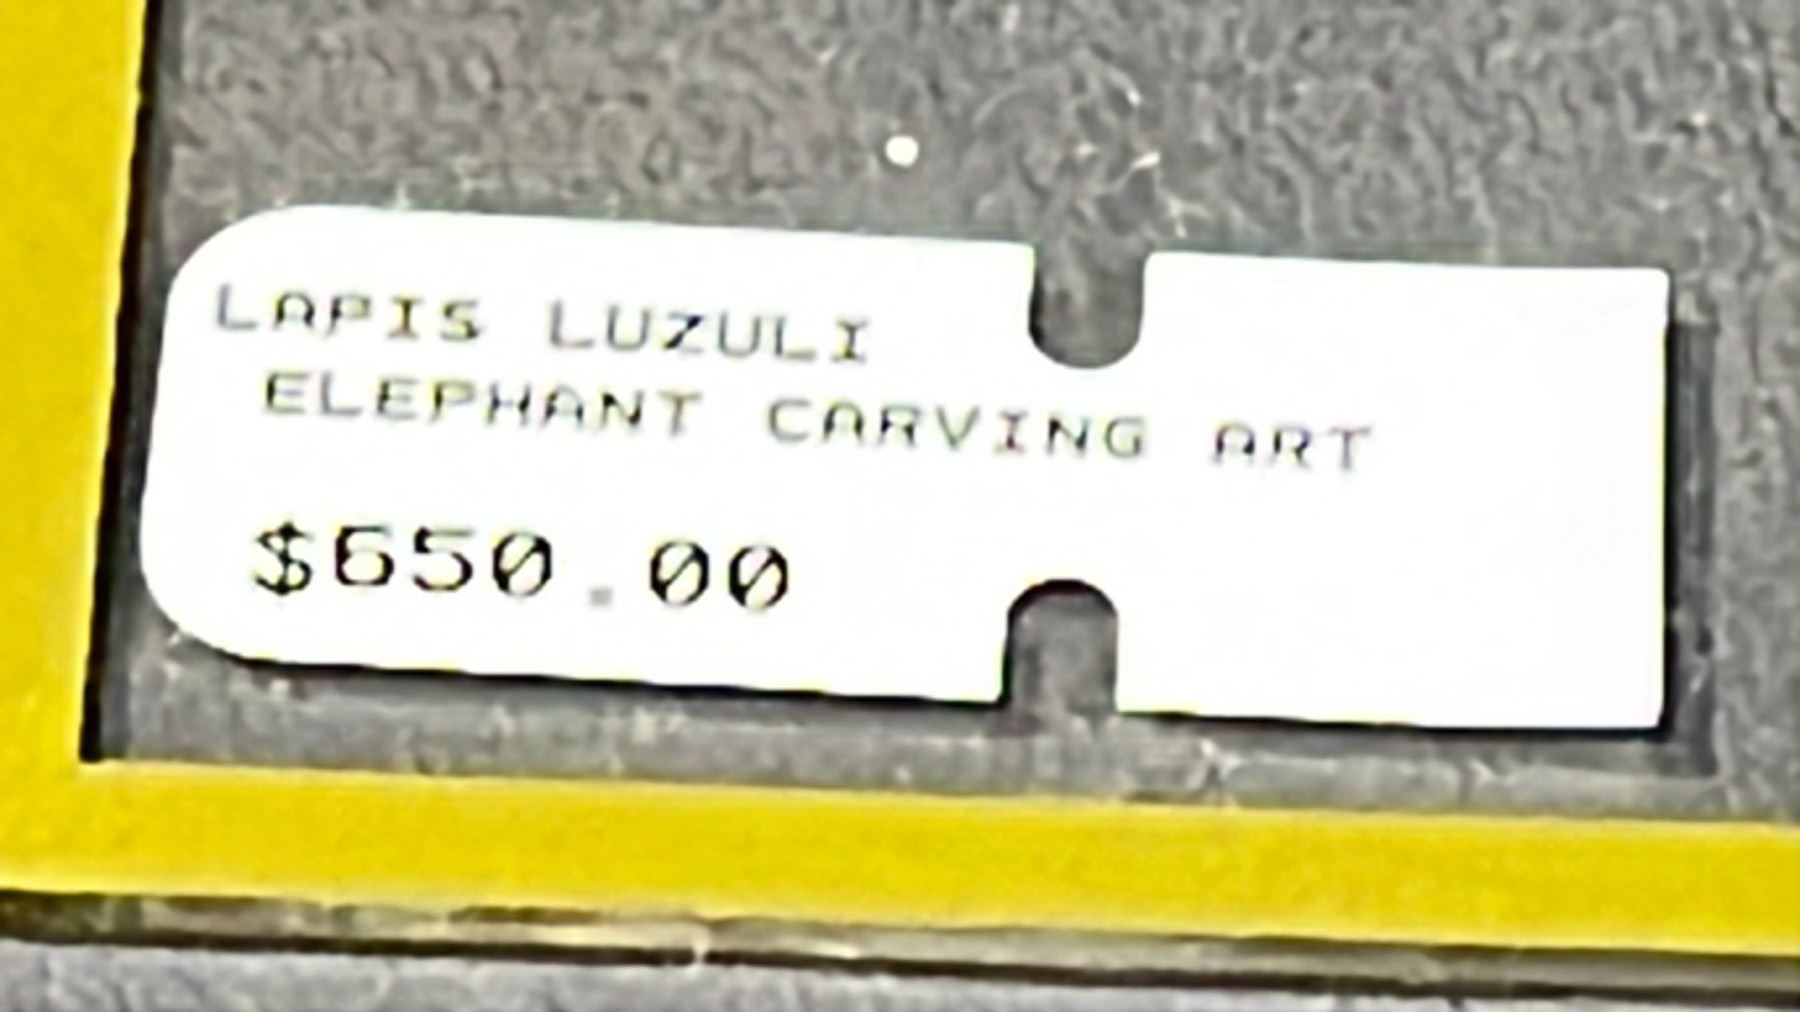 LAPIS LUZULI
ELEPHANT CARVING ART
$650.00